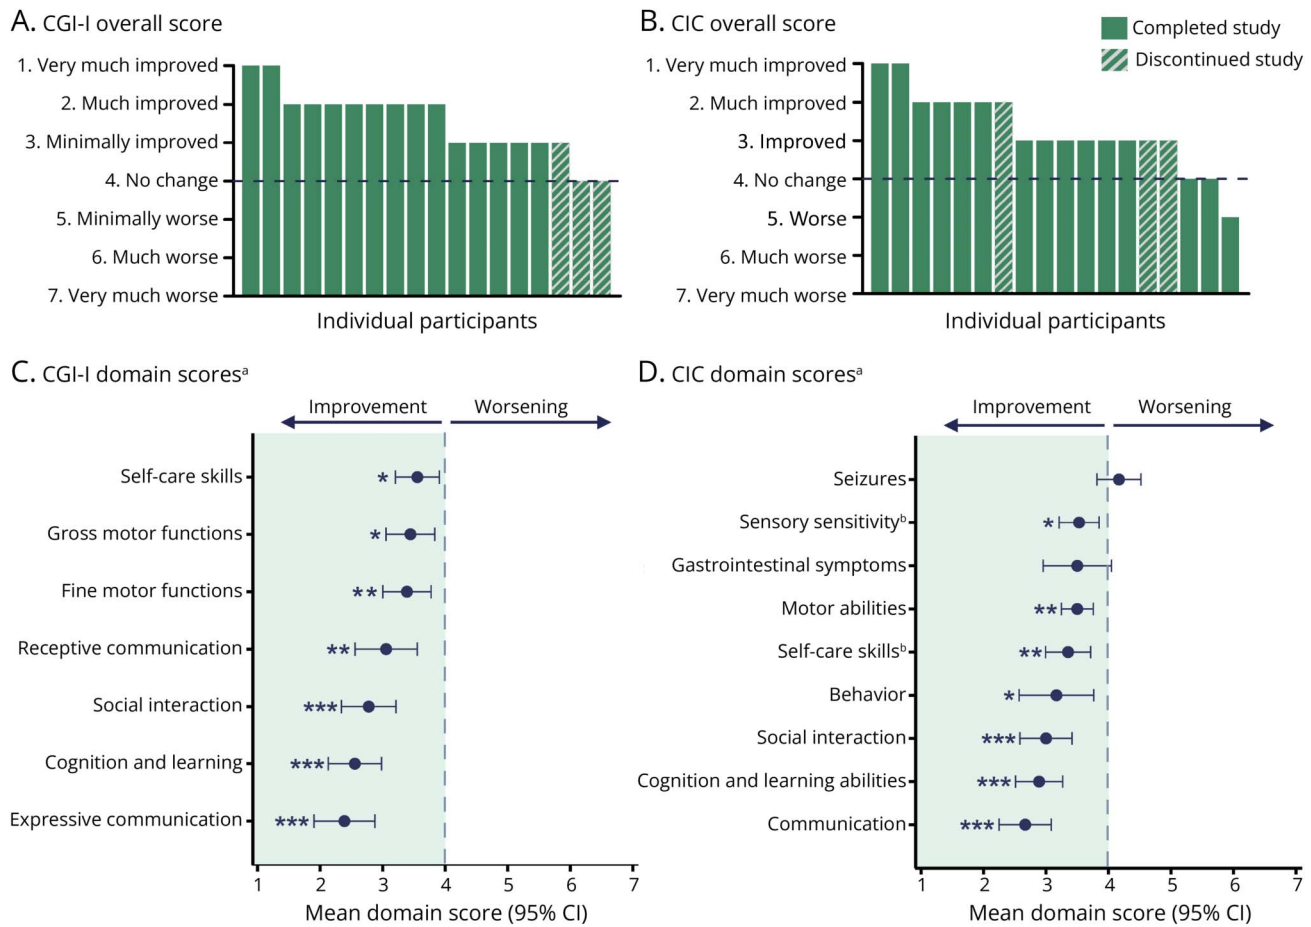 A. CGI-I overall score
1. Very much improved
2. Much improved
3. Minimally improved
4. No change
5. Minimally worse
6. Much worse
7. Very much worse
Individual participants
B. CIC overall score
Completed study
Discontinued study
1. Very much improved
2. Much improved
3. Improved
4. No change
5. Worse
6. Much worse
7. Very much worse
Individual participants
C. CGI-I domain scoresᵃ
Improvement Worsening
Self-care skills *
Gross motor functions *
Fine motor functions **
Receptive communication **
Social interaction ***
Cognition and learning ***
Expressive communication ***
1 2 3 4 5 6 7
Mean domain score (95% CI)
D. CIC domain scoresᵃ
Improvement Worsening
Seizures
Sensory sensitivityᵇ *
Gastrointestinal symptoms
Motor abilities **
Self-care skillsᵇ **
Behavior *
Social interaction ***
Cognition and learning abilities ***
Communication ***
1 2 3 4 5 6 7
Mean domain score (95% CI)